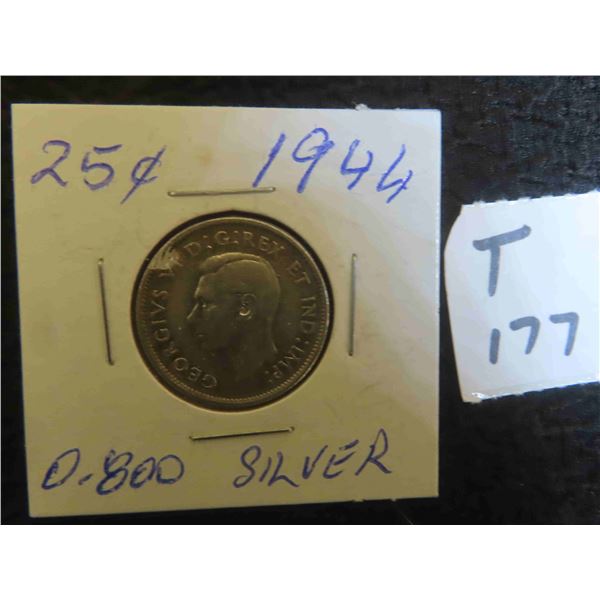 25¢ 1944
GEORGIVS VI D:G:REX ET IND:IMP:
0.800 SILVER
T
177